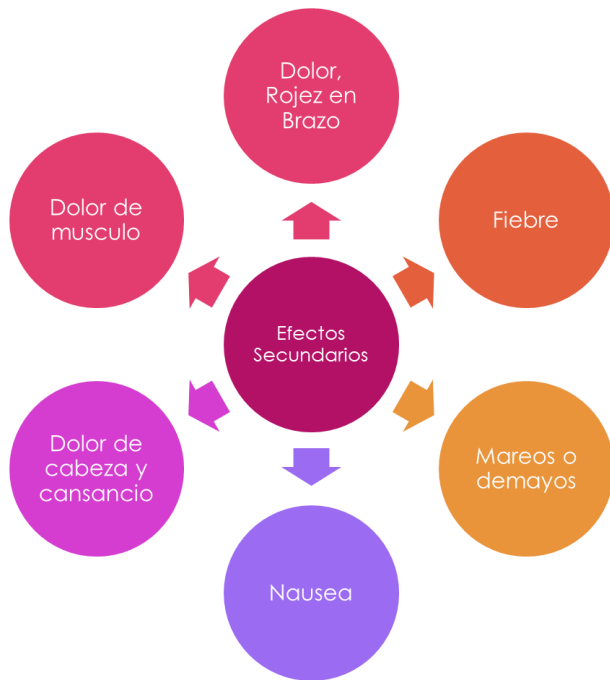 Dolor,
Rojez en
Brazo
Fiebre
Mareos o
demayos
Nausea
Dolor de
cabeza y
cansancio
Dolor de
musculo
Efectos
Secundarios